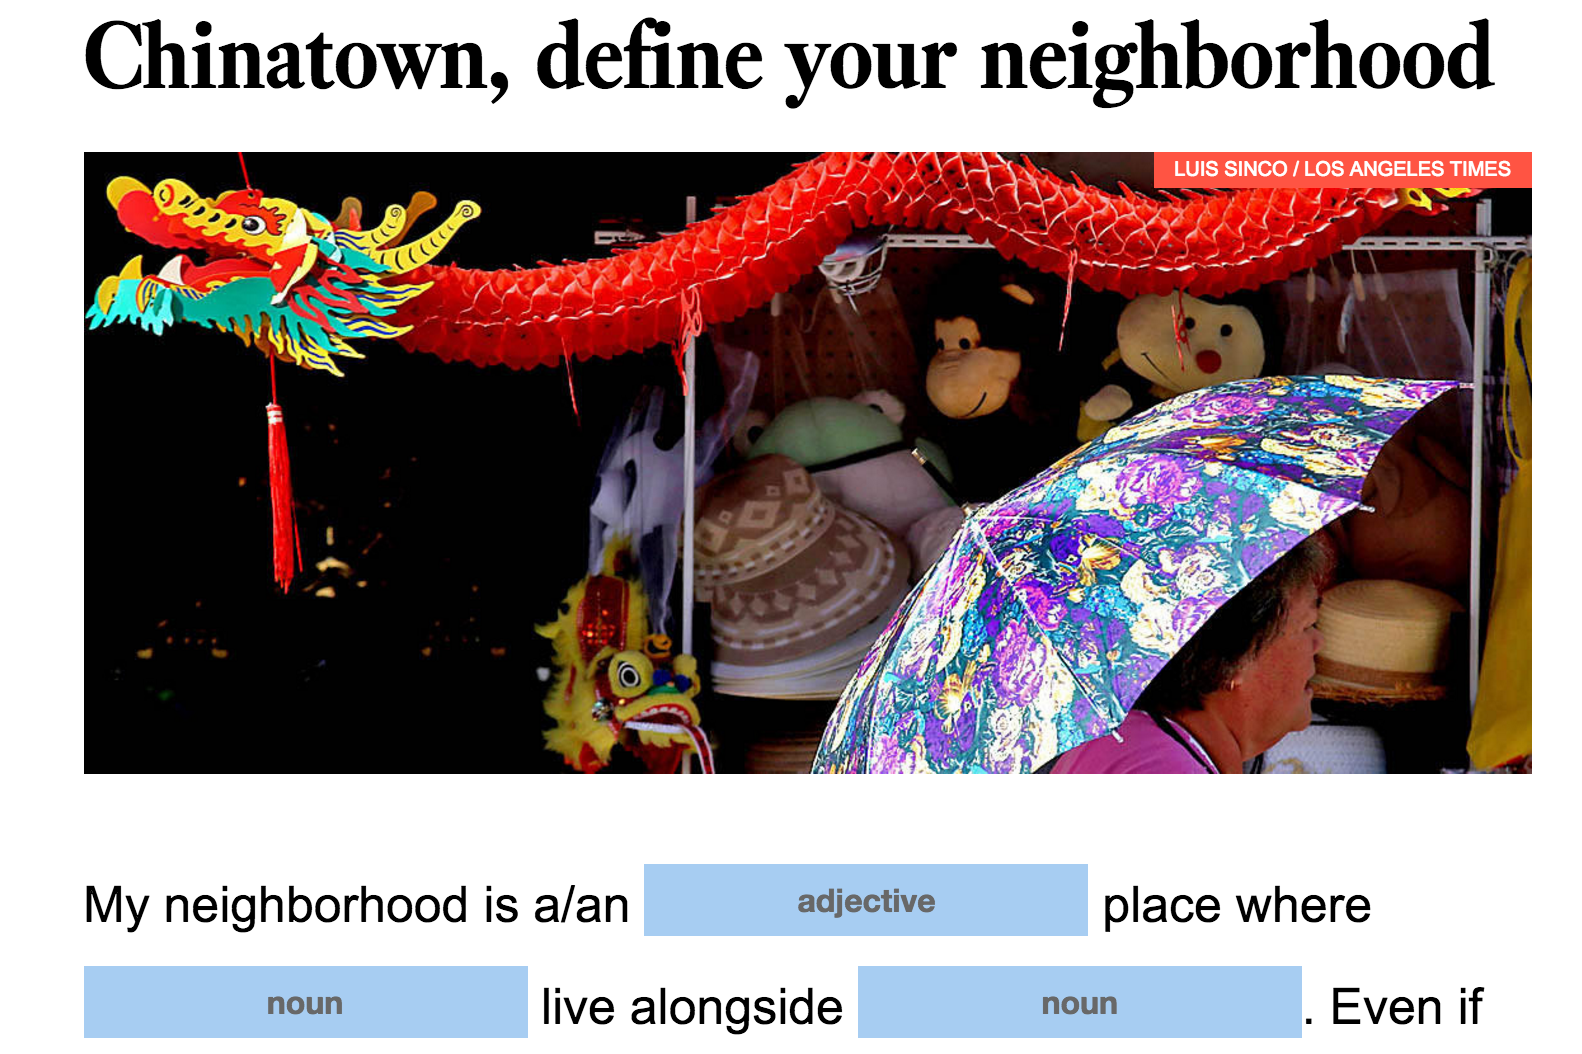 Chinatown, define your neighborhood
LUIS SINCO / LOS ANGELES TIMES
My neighborhood is a/an adjective place where
noun live alongside noun. Even if